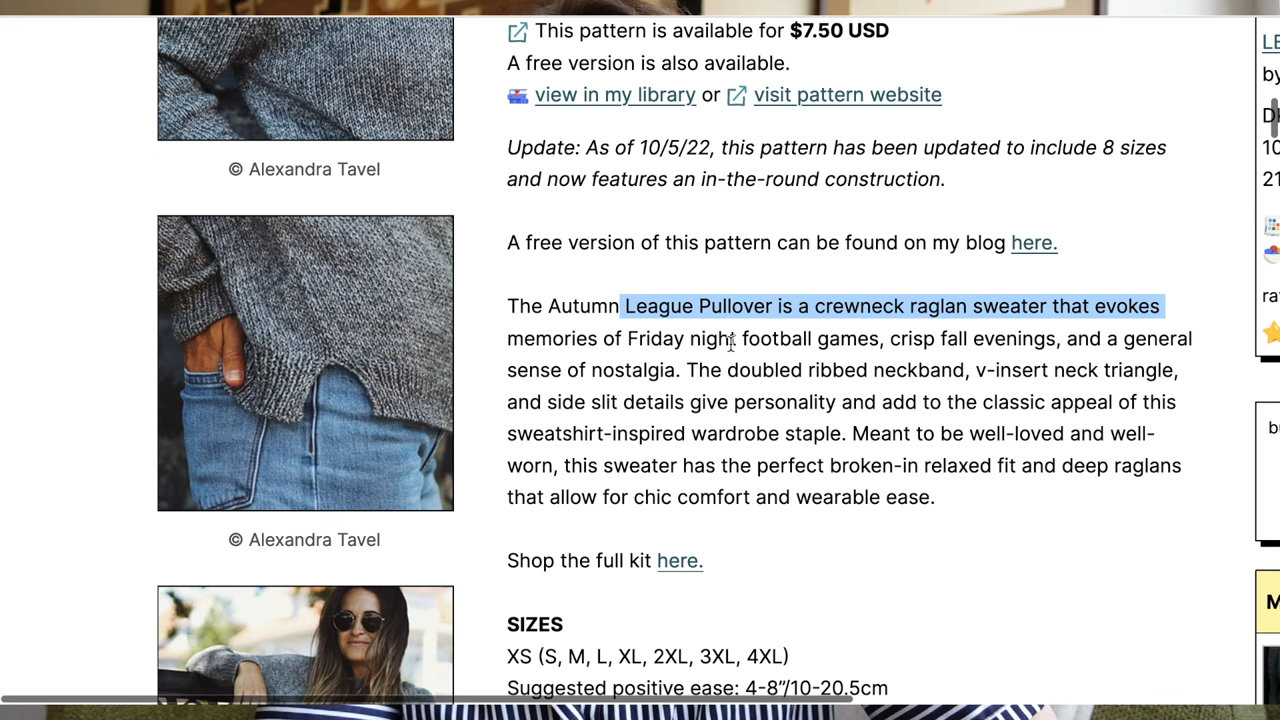 This pattern is available for $7.50 USD
A free version is also available.
view in my library or visit pattern website
Update: As of 10/5/22, this pattern has been updated to include 8 sizes
and now features an in-the-round construction.
© Alexandra Tavel
A free version of this pattern can be found on my blog here.
The Autumn League Pullover is a crewneck raglan sweater that evokes
memories of Friday night football games, crisp fall evenings, and a general
sense of nostalgia. The doubled ribbed neckband, v-insert neck triangle,
and side slit details give personality and add to the classic appeal of this
sweatshirt-inspired wardrobe staple. Meant to be well-loved and well-
worn, this sweater has the perfect broken-in relaxed fit and deep raglans
that allow for chic comfort and wearable ease.
© Alexandra Tavel
Shop the full kit here.
SIZES
XS (S, M, L, XL, 2XL, 3XL, 4XL)
Suggested positive ease: 4-8”/10-20.5cm
LE
by
10
21
ra
b
M